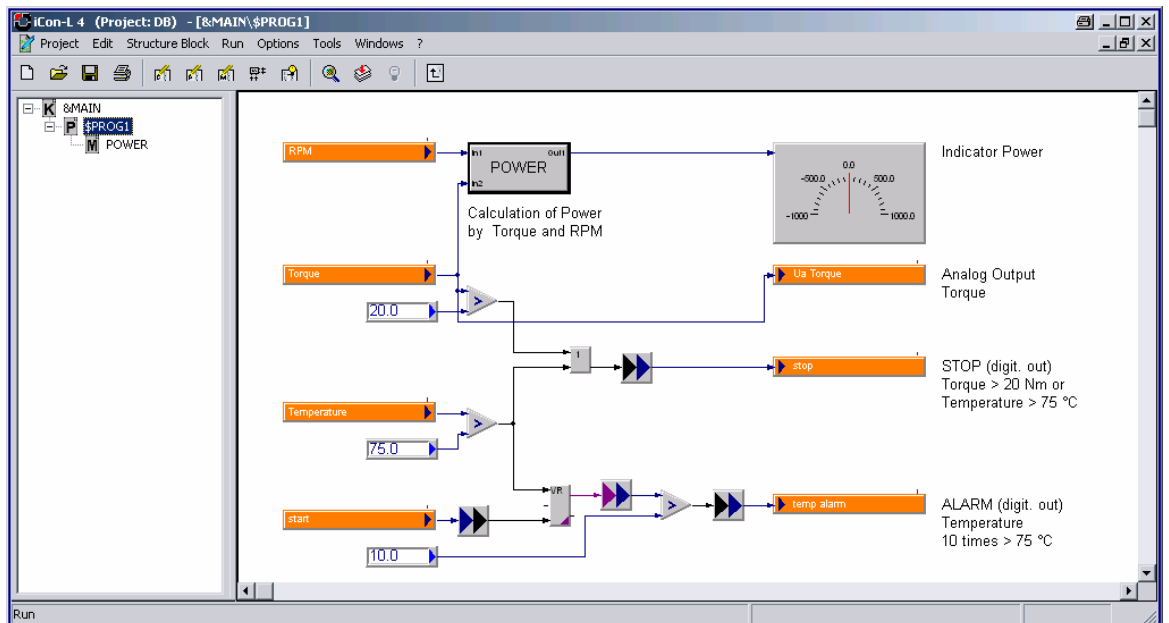 iCon-L 4 (Project: DB) - [&MAIN\$PROG1]
Project Edit Structure Block Run Options Tools Windows ?
K &MAIN
P $PROG1
M POWER
RPM
In1
Out1
POWER
In2
Calculation of Power
by Torque and RPM
0.0
-500.0
500.0
-1000
1000.0
Indicator Power
Torque
>
20.0
Ua Torque
Analog Output
Torque
1
stop
STOP (digit. out)
Torque > 20 Nm or
Temperature > 75 °C
Temperature
>
75.0
VR
start
>
temp alarm
ALARM (digit. out)
Temperature
10 times > 75 °C
10.0
Run